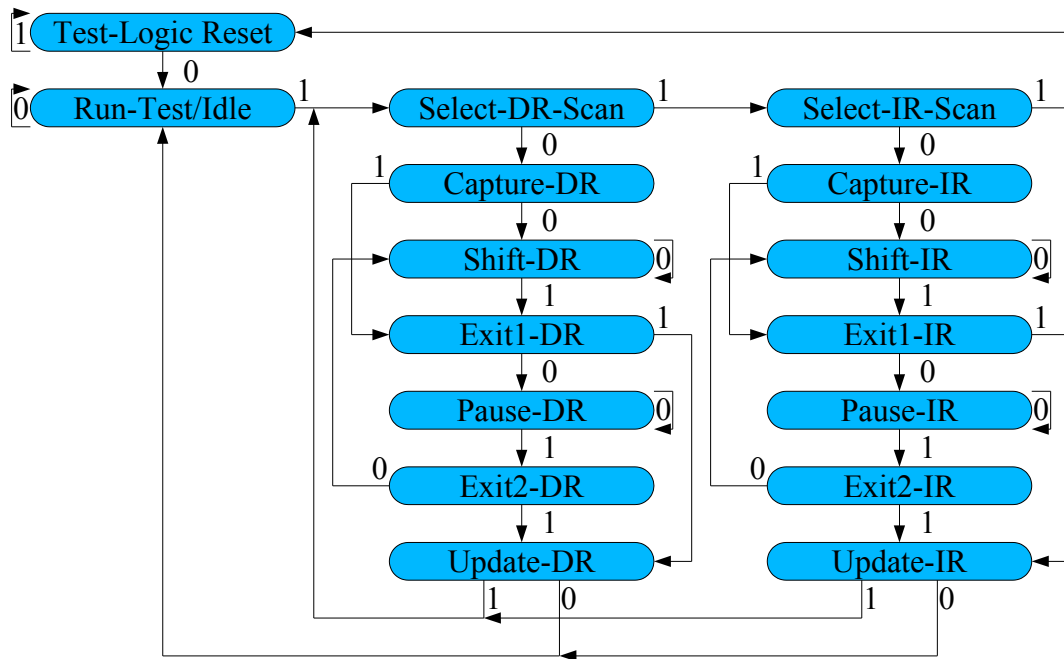 1 Test-Logic Reset
0
0 Run-Test/Idle 1 Select-DR-Scan 1 Select-IR-Scan 1
0 0
1 Capture-DR 1 Capture-IR
0 0
Shift-DR 0 Shift-IR 0
1 1
Exit1-DR 1 Exit1-IR 1
0 0
Pause-DR 0 Pause-IR 0
1 1
0 Exit2-DR 0 Exit2-IR
1 1
Update-DR Update-IR
1 0 1 0